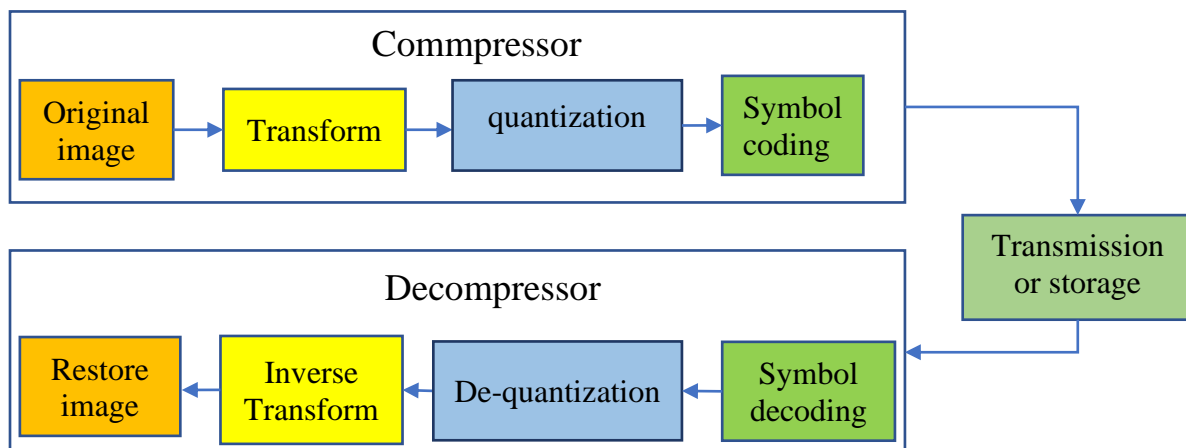 Commpressor
Original
image
Transform
quantization
Symbol
coding
Transmission
or storage
Decompressor
Restore
image
Inverse
Transform
De-quantization
Symbol
decoding